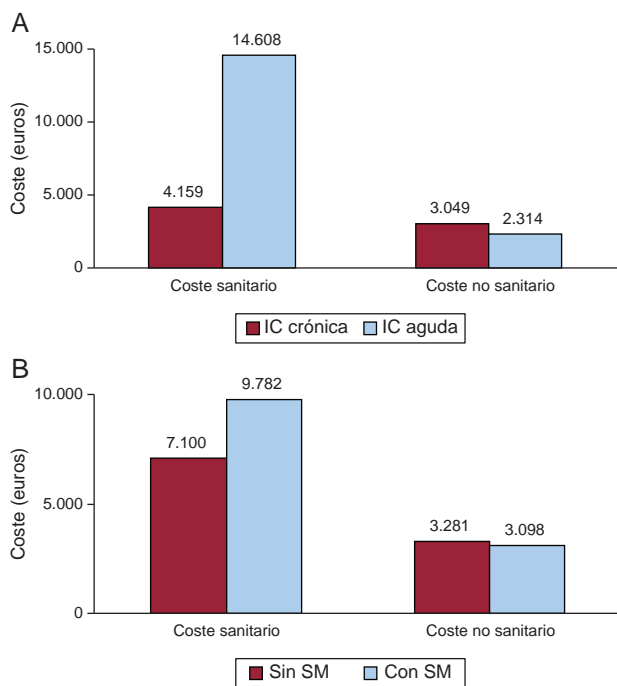 A
15.000
10.000
5.000
0
Coste (euros)
14.608
4.159
3.049
2.314
Coste sanitario
Coste no sanitario
IC crónica IC aguda
B
10.000
5.000
0
Coste (euros)
9.782
7.100
3.281
3.098
Coste sanitario
Coste no sanitario
Sin SM Con SM